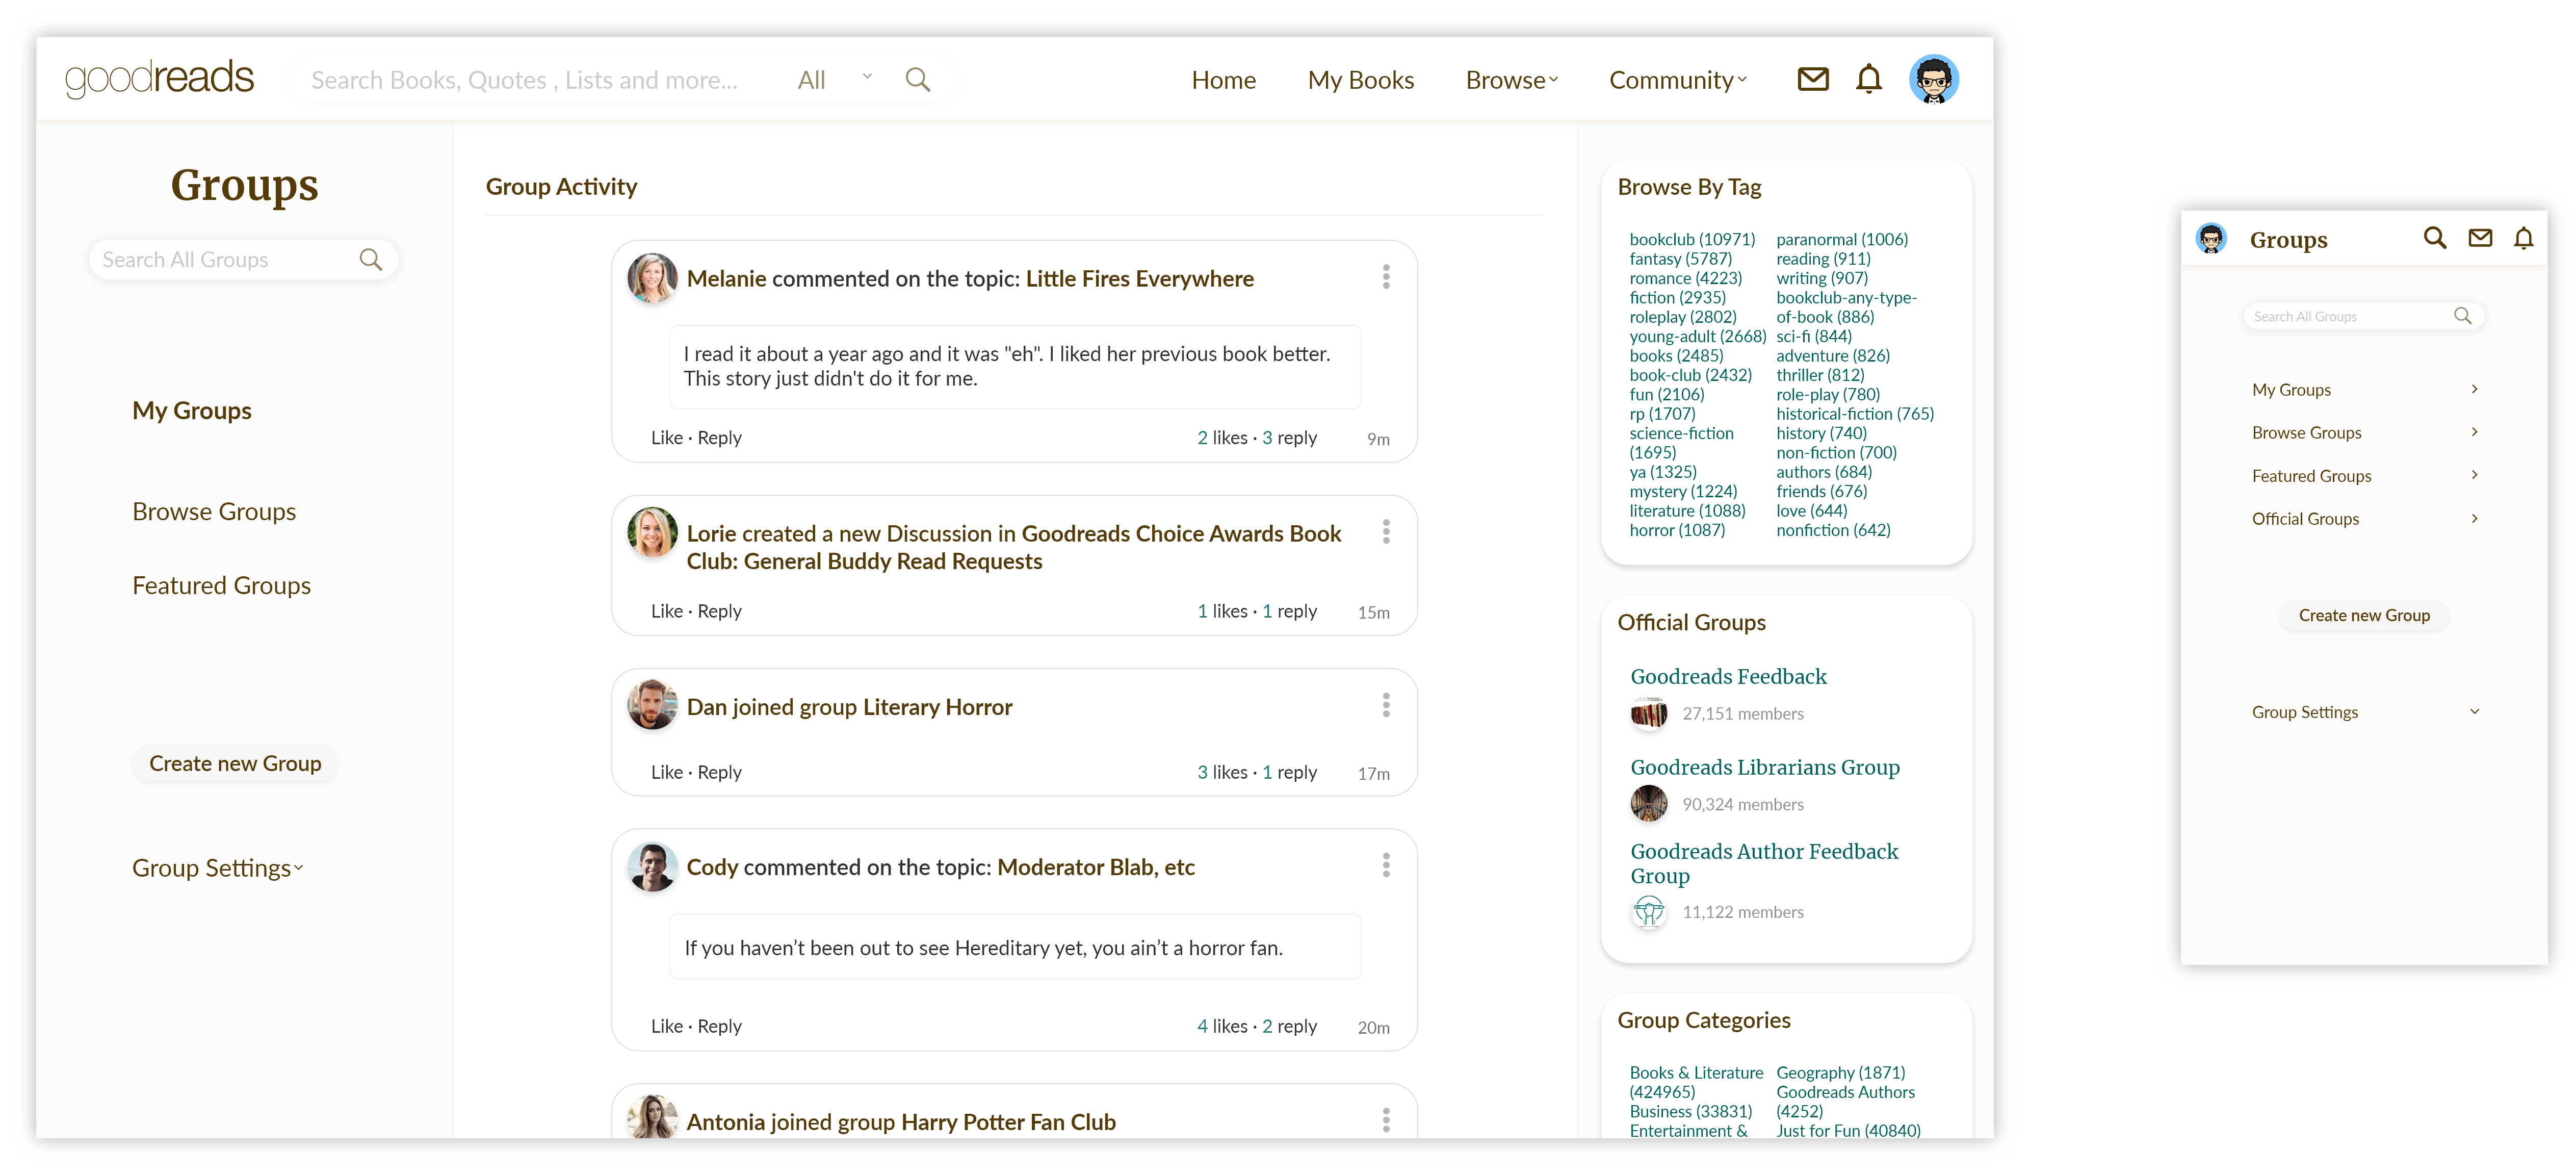 goodreads
Search Books, Quotes , Lists and more...
All
Home
My Books
Browse
Community
Groups
Search All Groups
My Groups
Browse Groups
Featured Groups
Create new Group
Group Settings
Group Activity
Melanie commented on the topic: Little Fires Everywhere
I read it about a year ago and it was "eh". I liked her previous book better.
This story just didn't do it for me.
Like · Reply
2 likes · 3 reply
9m
Lorie created a new Discussion in Goodreads Choice Awards Book
Club: General Buddy Read Requests
Like · Reply
1 likes · 1 reply
15m
Dan joined group Literary Horror
Like · Reply
3 likes · 1 reply
17m
Cody commented on the topic: Moderator Blab, etc
If you haven’t been out to see Hereditary yet, you ain’t a horror fan.
Like · Reply
4 likes · 2 reply
20m
Antonia joined group Harry Potter Fan Club
Browse By Tag
bookclub (10971)
fantasy (5787)
romance (4223)
fiction (2935)
roleplay (2802)
young-adult (2668)
books (2485)
book-club (2432)
fun (2106)
rp (1707)
science-fiction
(1695)
ya (1325)
mystery (1224)
literature (1088)
horror (1087)
paranormal (1006)
reading (911)
writing (907)
bookclub-any-type-
of-book (886)
sci-fi (844)
adventure (826)
thriller (812)
role-play (780)
historical-fiction (765)
history (740)
non-fiction (700)
authors (684)
friends (676)
love (644)
nonfiction (642)
Official Groups
Goodreads Feedback
27,151 members
Goodreads Librarians Group
90,324 members
Goodreads Author Feedback
Group
11,122 members
Group Categories
Books & Literature
(424965)
Business (33831)
Entertainment &
Geography (1871)
Goodreads Authors
(4252)
Just for Fun (40840)
Groups
Search All Groups
My Groups
Browse Groups
Featured Groups
Official Groups
Create new Group
Group Settings